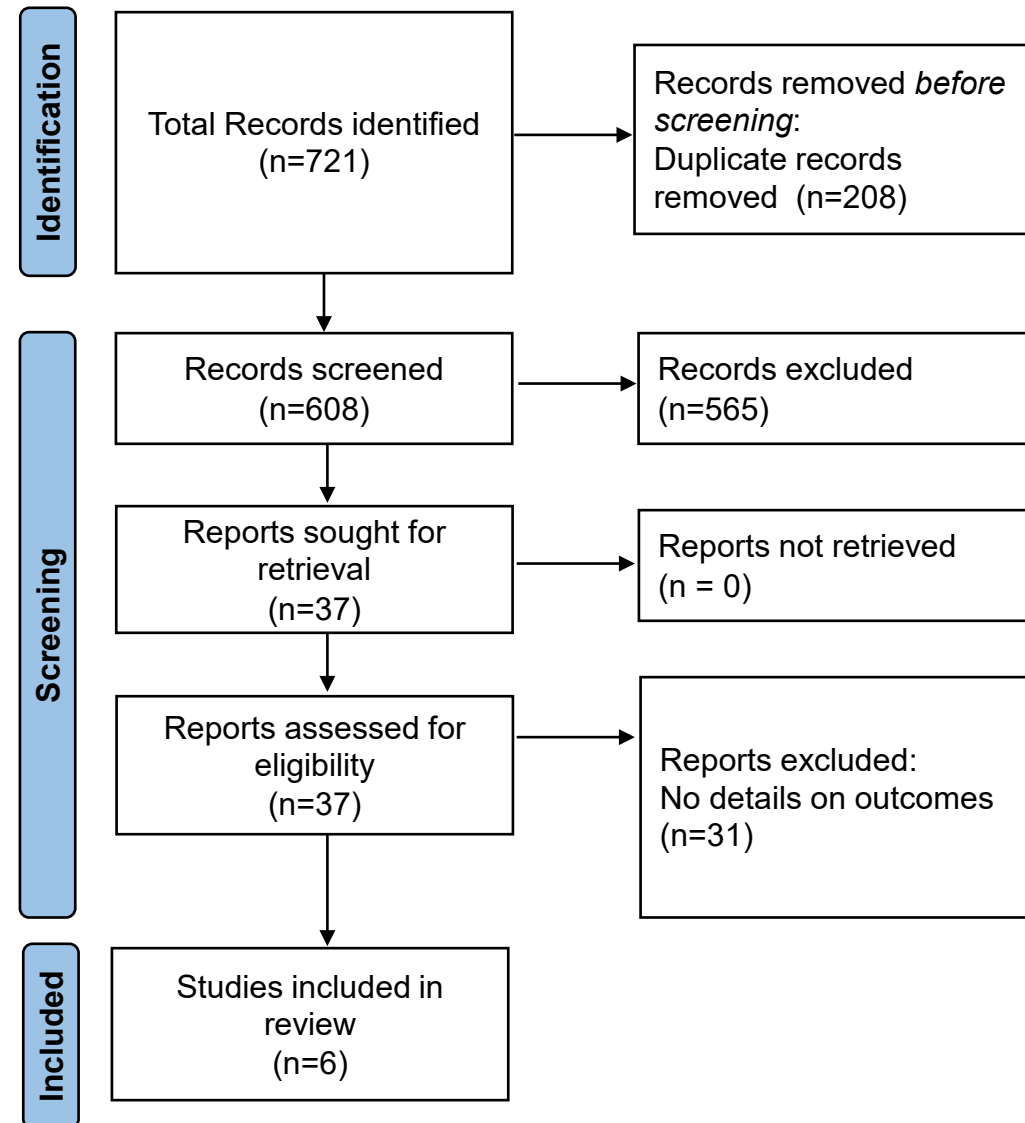 Identification
Total Records identified
(n=721)
Records removed before
screening:
Duplicate records
removed (n=208)
Screening
Records screened
(n=608)
Records excluded
(n=565)
Reports sought for
retrieval
(n=37)
Reports not retrieved
(n = 0)
Reports assessed for
eligibility
(n=37)
Reports excluded:
No details on outcomes
(n=31)
Included
Studies included in
review
(n=6)